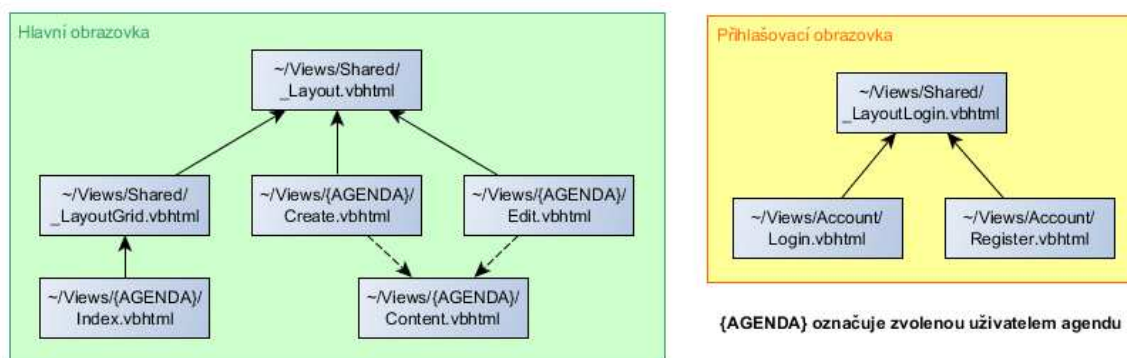 Hlavní obrazovka
~/Views/Shared/
_Layout.vbhtml
~/Views/Shared/
_LayoutGrid.vbhtml
~/Views/{AGENDA}/
Create.vbhtml
~/Views/{AGENDA}/
Edit.vbhtml
~/Views/{AGENDA}/
Index.vbhtml
~/Views/{AGENDA}/
Content.vbhtml
Přihlašovací obrazovka
~/Views/Shared/
_LayoutLogin.vbhtml
~/Views/Account/
Login.vbhtml
~/Views/Account/
Register.vbhtml
{AGENDA} označuje zvolenou uživatelem agendu